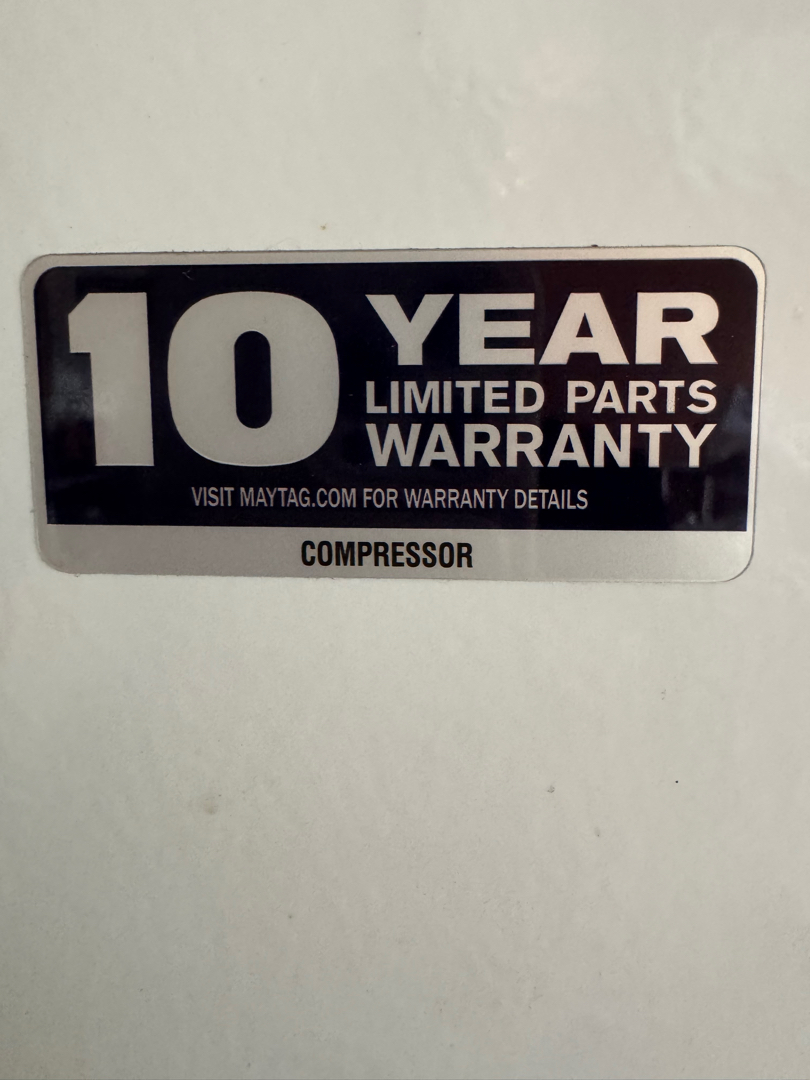 10 YEAR
LIMITED PARTS
WARRANTY
VISIT MAYTAG.COM FOR WARRANTY DETAILS
COMPRESSOR